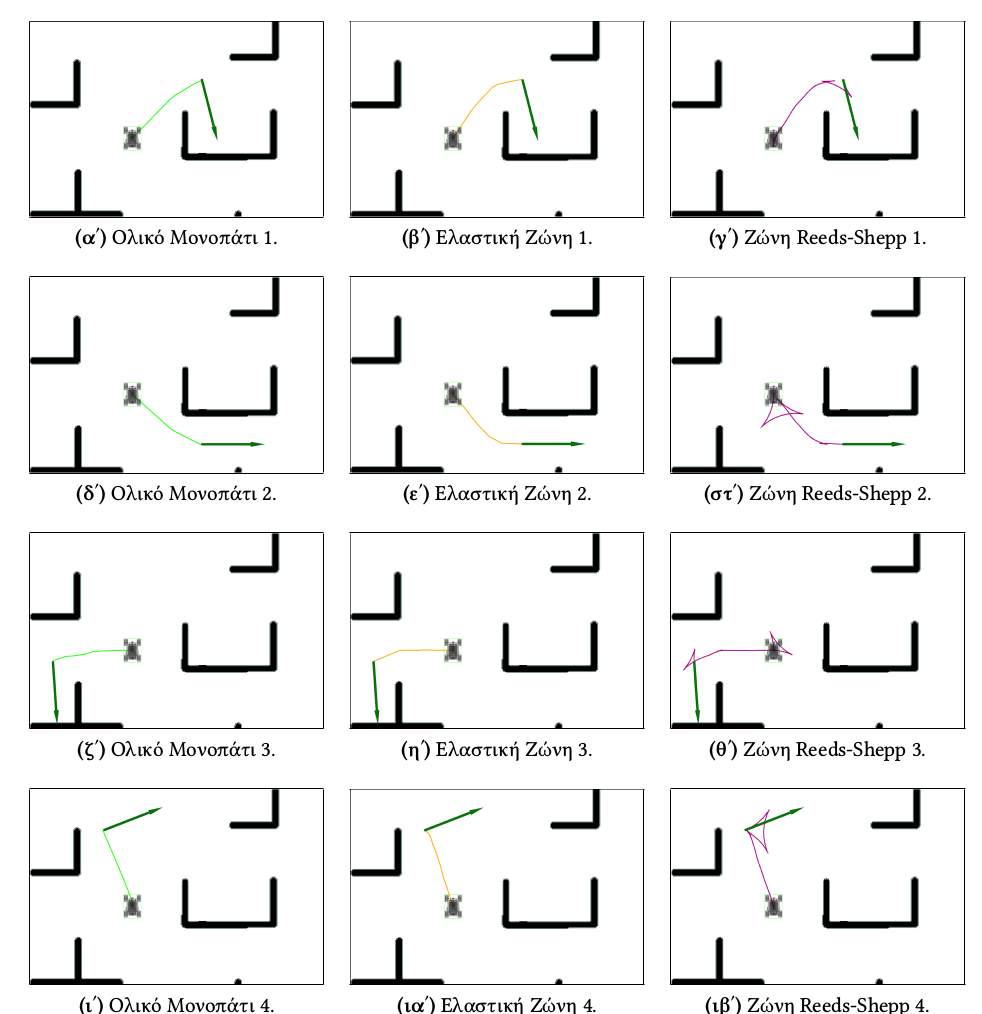 (α′) Ολικό Μονοπάτι 1.
(β′) Ελαστική Ζώνη 1.
(γ′) Ζώνη Reeds-Shepp 1.
(δ′) Ολικό Μονοπάτι 2.
(ε′) Ελαστική Ζώνη 2.
(στ′) Ζώνη Reeds-Shepp 2.
(ζ′) Ολικό Μονοπάτι 3.
(η′) Ελαστική Ζώνη 3.
(θ′) Ζώνη Reeds-Shepp 3.
(ι′) Ολικό Μονοπάτι 4.
(ια′) Ελαστική Ζώνη 4.
(ιβ′) Ζώνη Reeds-Shepp 4.